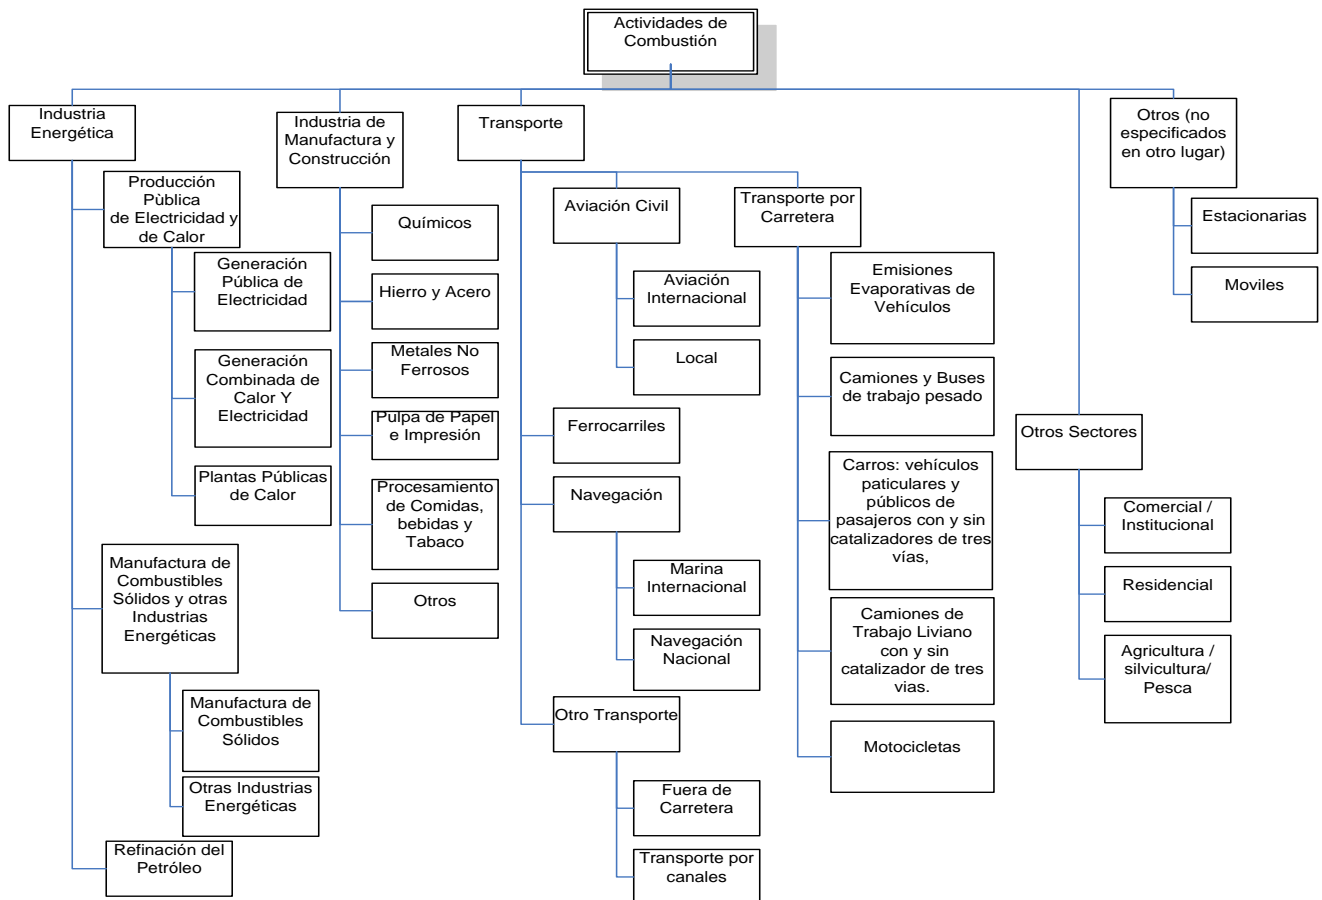 Actividades de
Combustión
Industria
Energética
Producción
Pùblica
de Electricidad y
de Calor
Generación
Pública de
Electricidad
Generación
Combinada de
Calor Y
Electricidad
Plantas Públicas
de Calor
Manufactura de
Combustibles
Sólidos y otras
Industrias
Energéticas
Manufactura de
Combustibles
Sólidos
Otras Industrias
Energéticas
Refinación del
Petróleo
Industria de
Manufactura y
Construcción
Químicos
Hierro y Acero
Metales No
Ferrosos
Pulpa de Papel
e Impresión
Procesamiento
de Comidas,
bebidas y
Tabaco
Otros
Transporte
Aviación Civil
Aviación
Internacional
Local
Ferrocarriles
Navegación
Marina
Internacional
Navegación
Nacional
Otro Transporte
Fuera de
Carretera
Transporte por
canales
Transporte por
Carretera
Emisiones
Evaporativas de
Vehículos
Camiones y Buses
de trabajo pesado
Carros: vehículos
paticulares y
públicos de
pasajeros con y sin
catalizadores de tres
vías,
Camiones de
Trabajo Liviano
con y sin
catalizador de tres
vias.
Motocicletas
Otros Sectores
Comercial /
Institucional
Residencial
Agricultura /
silvicultura/
Pesca
Otros (no
especificados
en otro lugar)
Estacionarias
Moviles